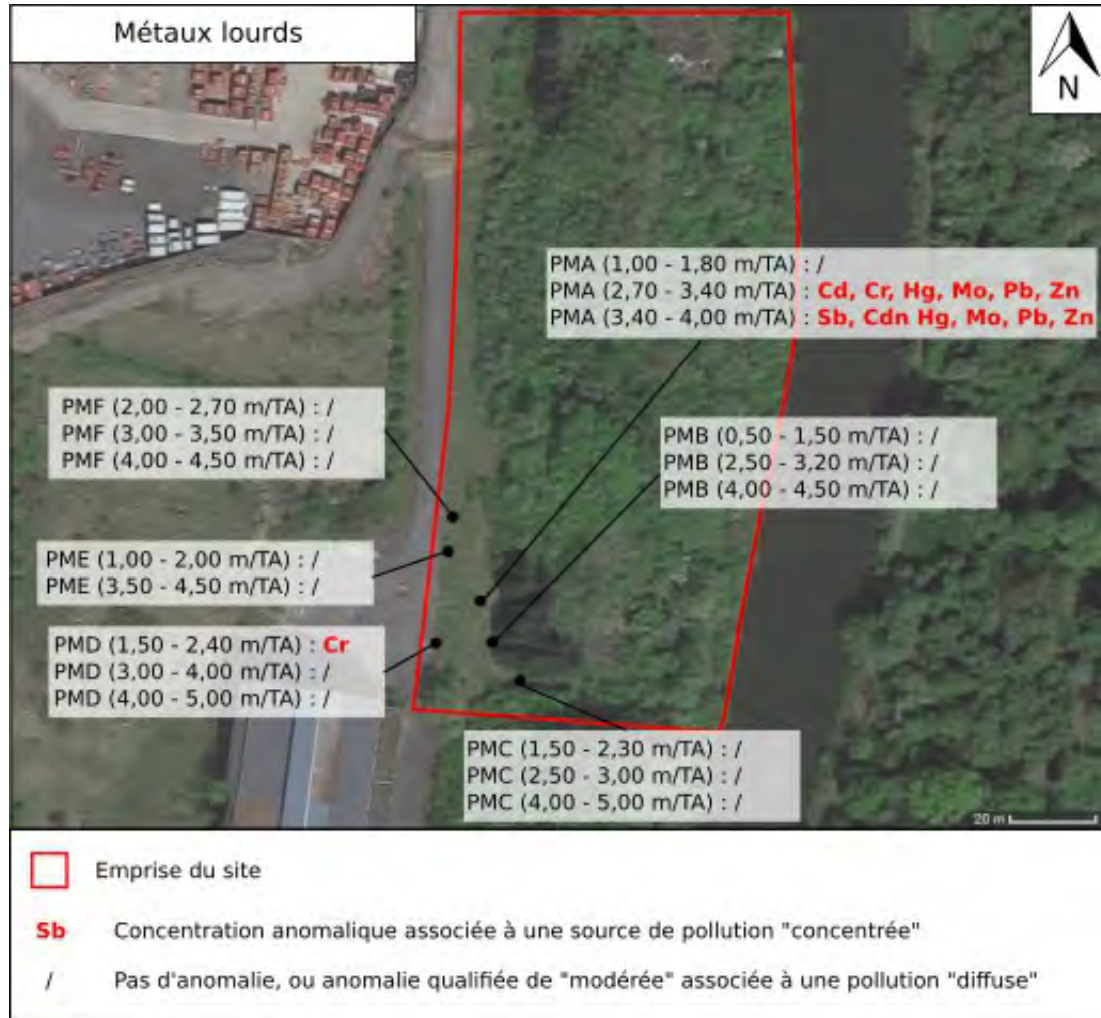 Métaux lourds
N
PMA (1,00 - 1,80 m/TA) : /
PMA (2,70 - 3,40 m/TA) : Cd, Cr, Hg, Mo, Pb, Zn
PMA (3,40 - 4,00 m/TA) : Sb, Cdn Hg, Mo, Pb, Zn
PMF (2,00 - 2,70 m/TA) : /
PMF (3,00 - 3,50 m/TA) : /
PMF (4,00 - 4,50 m/TA) : /
PMB (0,50 - 1,50 m/TA) : /
PMB (2,50 - 3,20 m/TA) : /
PMB (4,00 - 4,50 m/TA) : /
PME (1,00 - 2,00 m/TA) : /
PME (3,50 - 4,50 m/TA) : /
PMD (1,50 - 2,40 m/TA) : Cr
PMD (3,00 - 4,00 m/TA) : /
PMD (4,00 - 5,00 m/TA) : /
PMC (1,50 - 2,30 m/TA) : /
PMC (2,50 - 3,00 m/TA) : /
PMC (4,00 - 5,00 m/TA) : /
20 m
Emprise du site
Sb Concentration anomalique associée à une source de pollution "concentrée"
/ Pas d'anomalie, ou anomalie qualifiée de "modérée" associée à une pollution "diffuse"